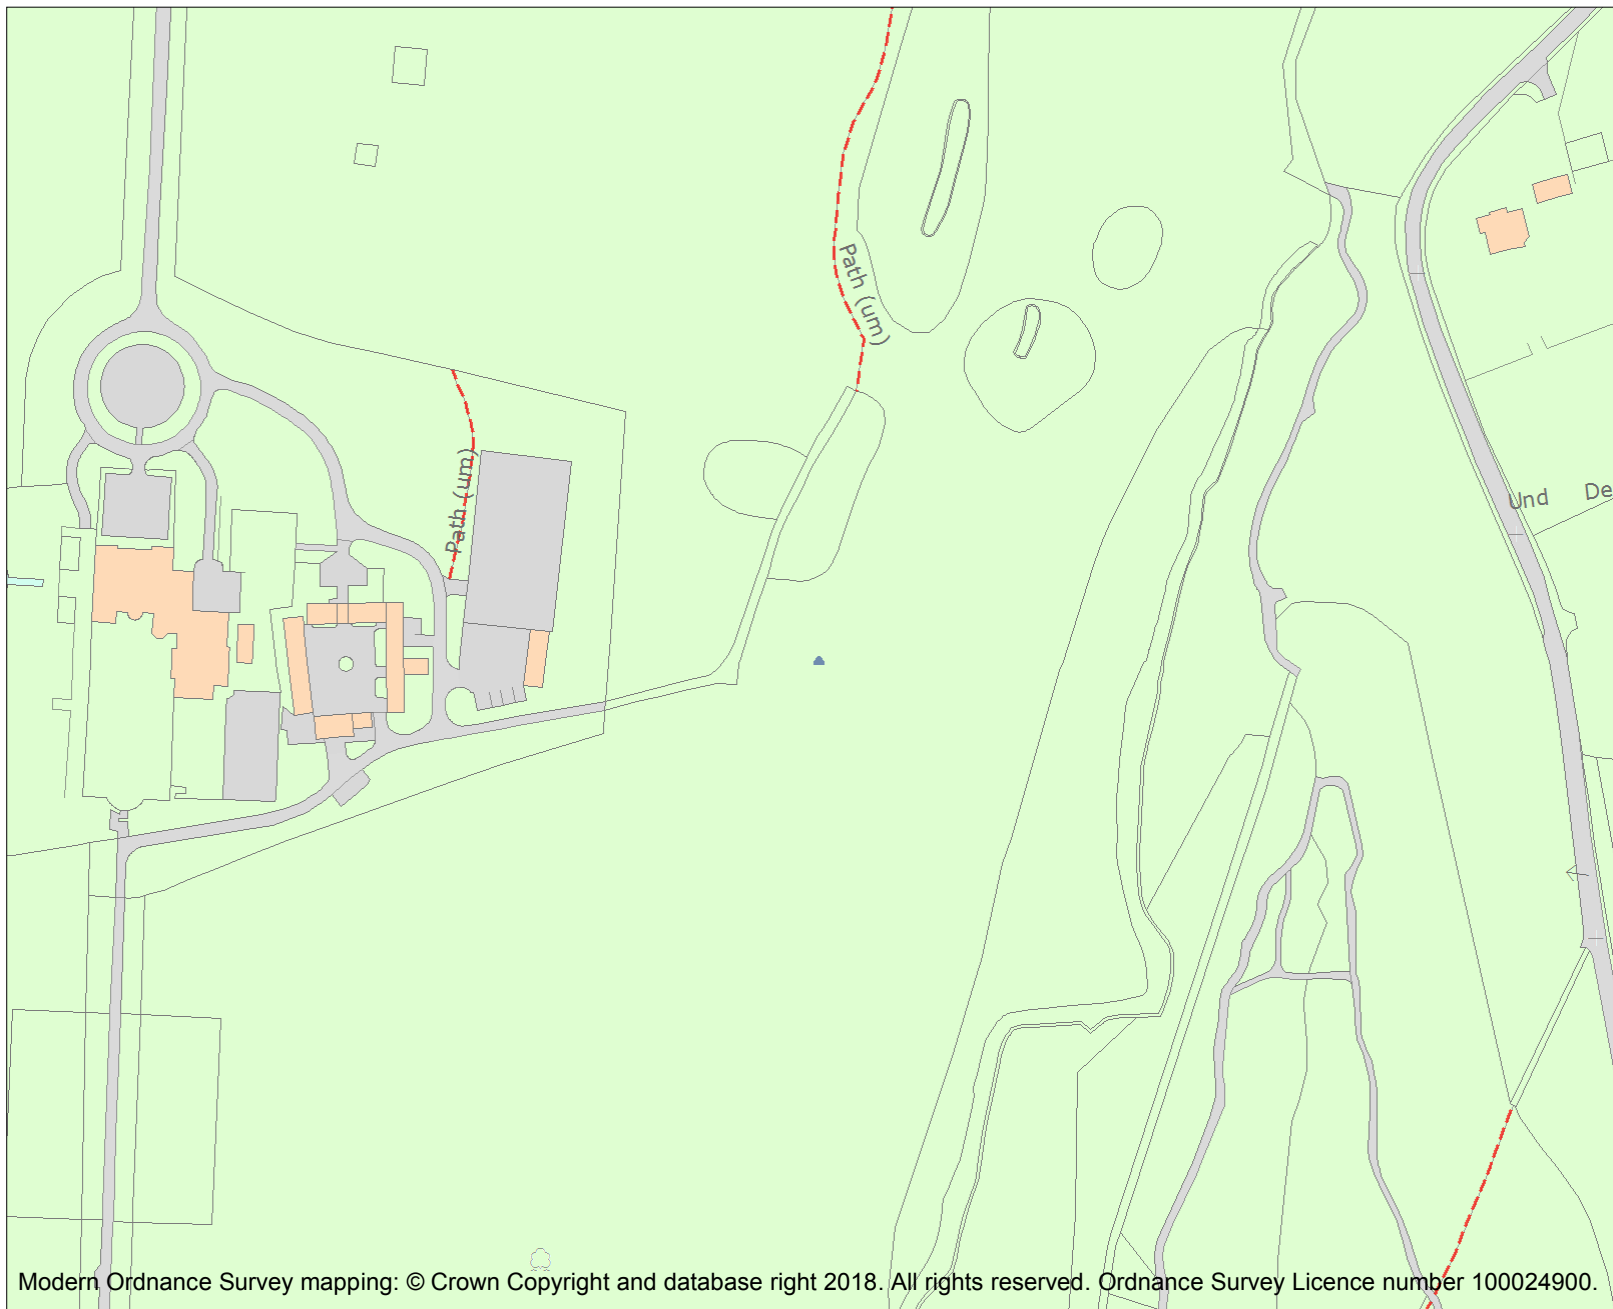 Path (um)
Path (um)
Und De
Modern Ordnance Survey mapping: © Crown Copyright and database right 2018. All rights reserved. Ordnance Survey Licence number 100024900.